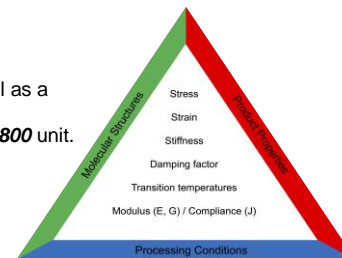 l as a
800 unit.
Molecular Structures
Product Properties
Stress
Strain
Stiffness
Damping factor
Transition temperatures
Modulus (E, G) / Compliance (J)
Processing Conditions